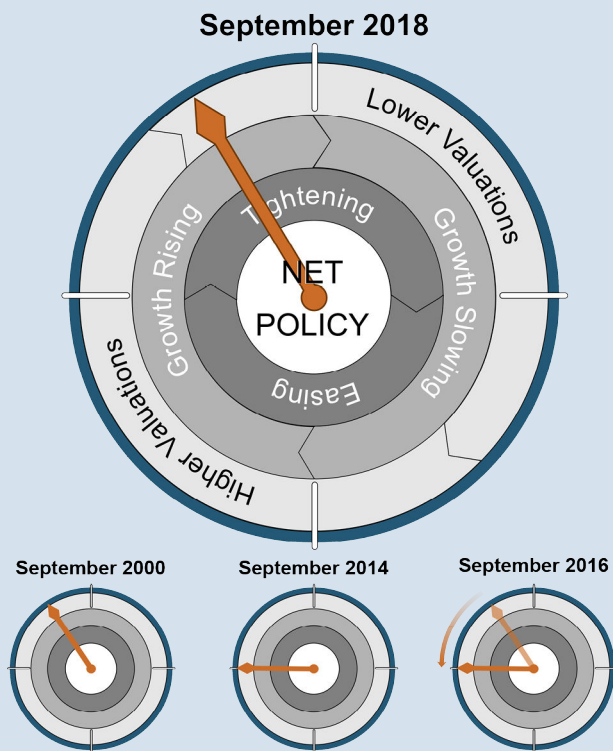 September 2018
Lower Valuations
Tightening
Growth Rising
Growth Slowing
NET
POLICY
Easing
Higher Valuations
September 2000
September 2014
September 2016